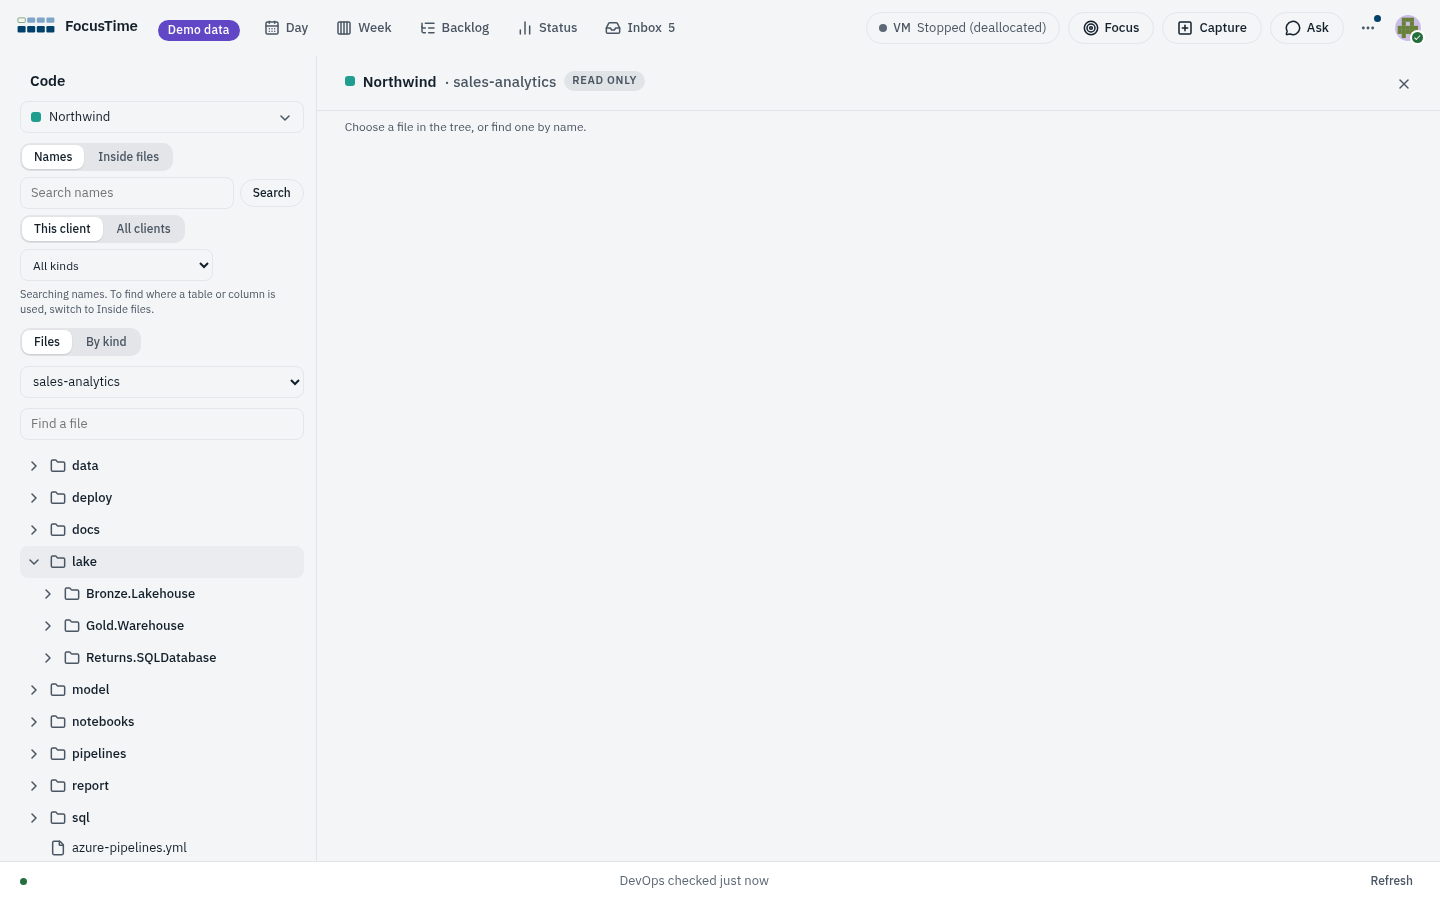 FocusTime
Demo data
Day
Week
Backlog
Status
Inbox 5
VM Stopped (deallocated)
Focus
Capture
Ask
Code
Northwind
Names
Inside files
Search names
Search
This client
All clients
All kinds
Searching names. To find where a table or column is
used, switch to Inside files.
Files
By kind
sales-analytics
Find a file
data
deploy
docs
lake
Bronze.Lakehouse
Gold.Warehouse
Returns.SQLDatabase
model
notebooks
pipelines
report
sql
azure-pipelines.yml
Northwind · sales-analytics READ ONLY
Choose a file in the tree, or find one by name.
DevOps checked just now
Refresh